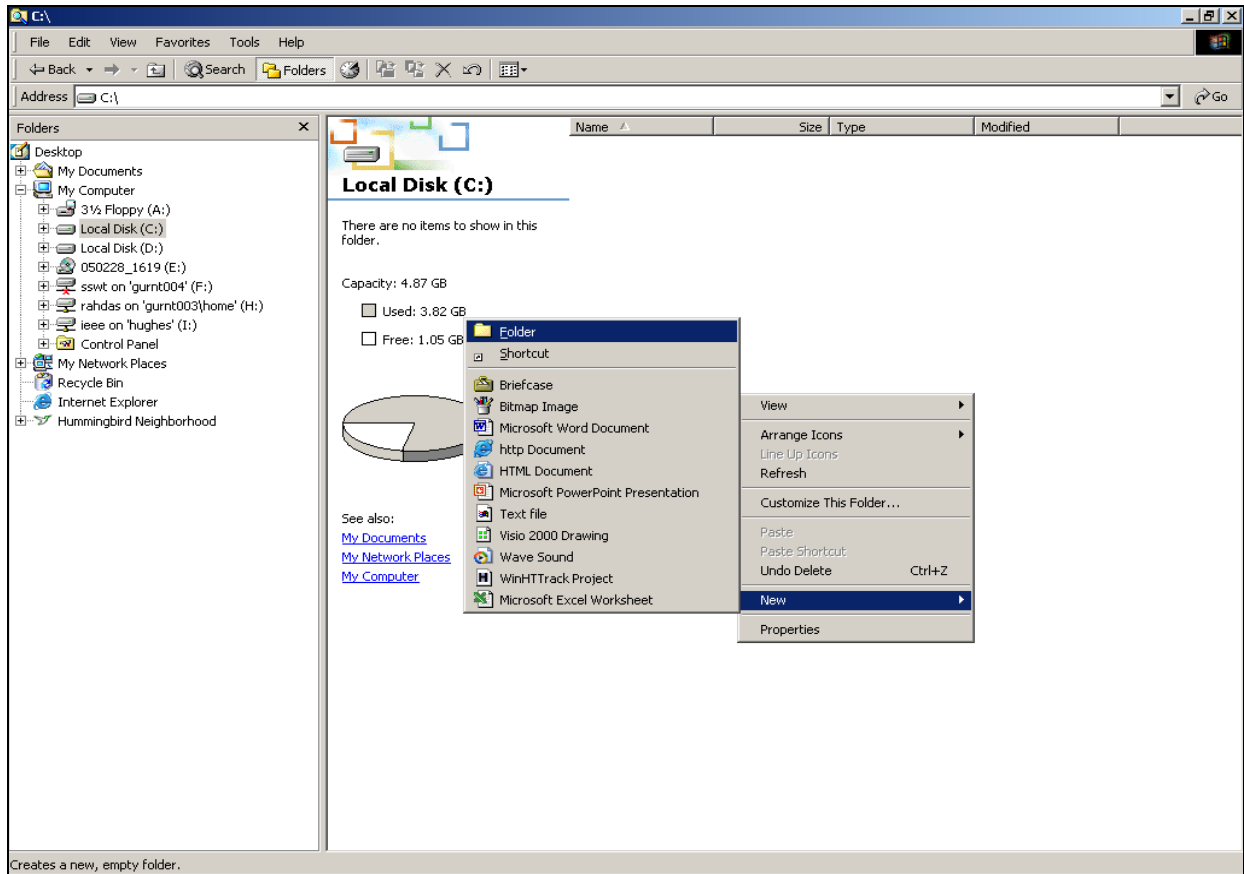 C:\
File Edit View Favorites Tools Help
Back Search Folders
Address C:\ Go
Folders
Desktop
My Documents
My Computer
3½ Floppy (A:)
Local Disk (C:)
Local Disk (D:)
050228_1619 (E:)
sswt on 'gurnt004' (F:)
rahdas on 'gurnt003\home' (H:)
ieee on 'hughes' (I:)
Control Panel
My Network Places
Recycle Bin
Internet Explorer
Hummingbird Neighborhood
Name Size Type Modified
Local Disk (C:)
There are no items to show in this
folder.
Capacity: 4.87 GB
Used: 3.82 GB
Free: 1.05 GB
See also:
My Documents
My Network Places
My Computer
Folder
Shortcut
Briefcase
Bitmap Image
Microsoft Word Document
http Document
HTML Document
Microsoft PowerPoint Presentation
Text file
Visio 2000 Drawing
Wave Sound
WinHTTrack Project
Microsoft Excel Worksheet
View
Arrange Icons
Line Up Icons
Refresh
Customize This Folder...
Paste
Paste Shortcut
Undo Delete Ctrl+Z
New
Properties
Creates a new, empty folder.